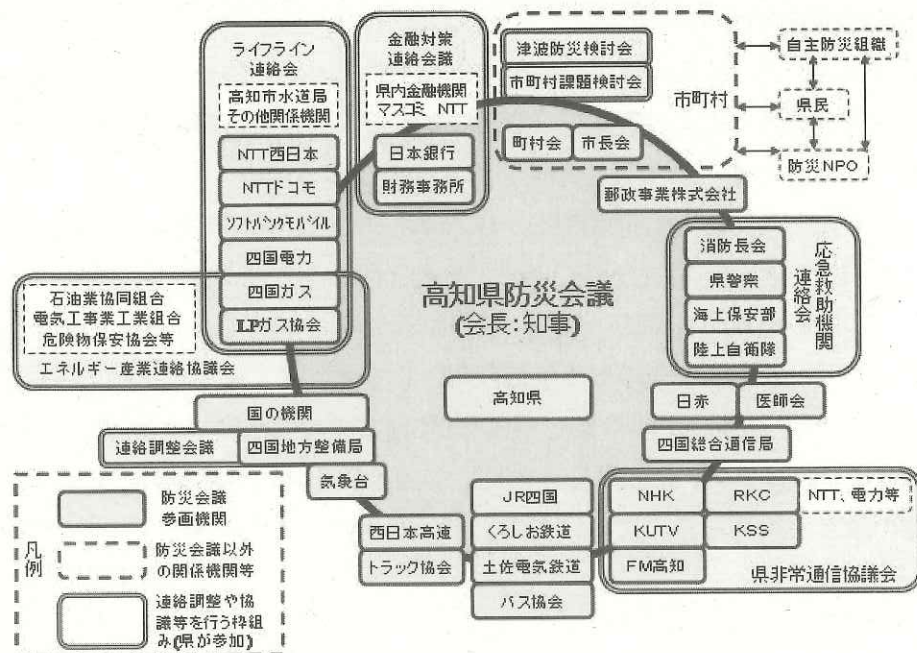 ライフライン
連絡会
高知市水道局
その他関係機関
NTT西日本
NTTドコモ
ソフトバンクモバイル
四国電力
四国ガス
LPガス協会
石油業協同組合
電気工事業工業組合
危険物保安協会等
エネルギー産業連絡協議会
金融対策
連絡会議
県内金融機関
マスコミ NTT
日本銀行
財務事務所
津波防災検討会
市町村課題検討会
市町村
町村会
市長会
自主防災組織
県民
防災NPO
郵政事業株式会社
消防長会
県警察
海上保安部
陸上自衛隊
応急救助機関
連絡会
高知県防災会議
(会長:知事)
高知県
日赤
医師会
四国総合通信局
国の機関
連絡調整会議
四国地方整備局
気象台
西日本高速
トラック協会
JR四国
くろしお鉄道
土佐電気鉄道
バス協会
NHK
RKC
NTT、電力等
KUTV
KSS
FM高知
県非常通信協議会
凡例
防災会議
参画機関
防災会議以外
の関係機関等
連絡調整や協
議等を行う枠組
み(県が参加)